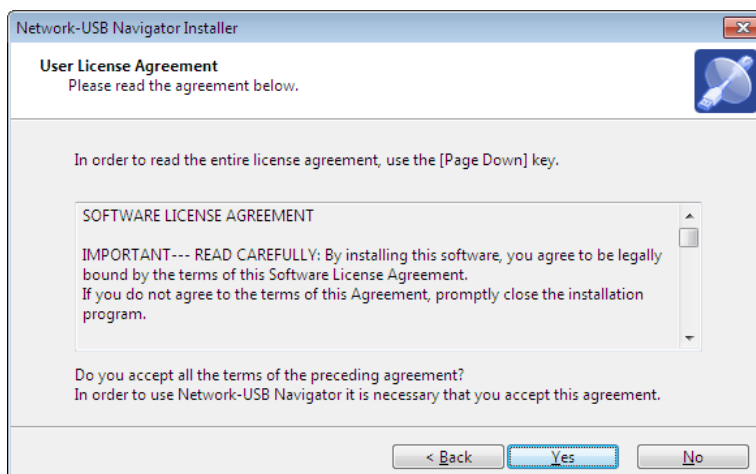 Network-USB Navigator Installer
User License Agreement
Please read the agreement below.
In order to read the entire license agreement, use the [Page Down] key.
SOFTWARE LICENSE AGREEMENT
IMPORTANT--- READ CAREFULLY: By installing this software, you agree to be legally
bound by the terms of this Software License Agreement.
If you do not agree to the terms of this Agreement, promptly close the installation
program.
Do you accept all the terms of the preceding agreement?
In order to use Network-USB Navigator it is necessary that you accept this agreement.
< Back Yes No